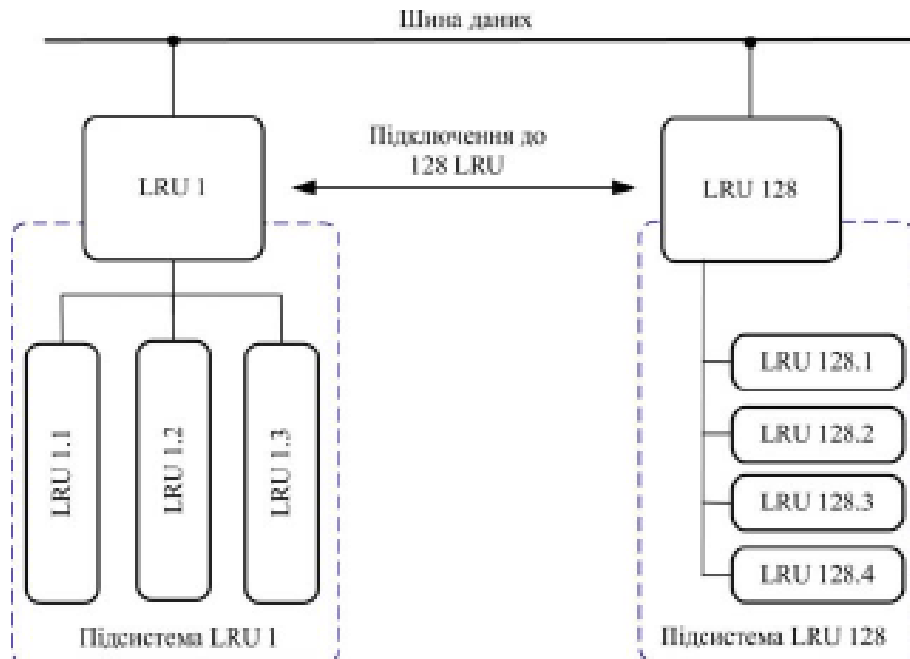 Шина даних
LRU 1
Підключення до
128 LRU
LRU 128
LRU 1.1
LRU 1.2
LRU 1.3
LRU 128.1
LRU 128.2
LRU 128.3
LRU 128.4
Підсистема LRU 1
Підсистема LRU 128